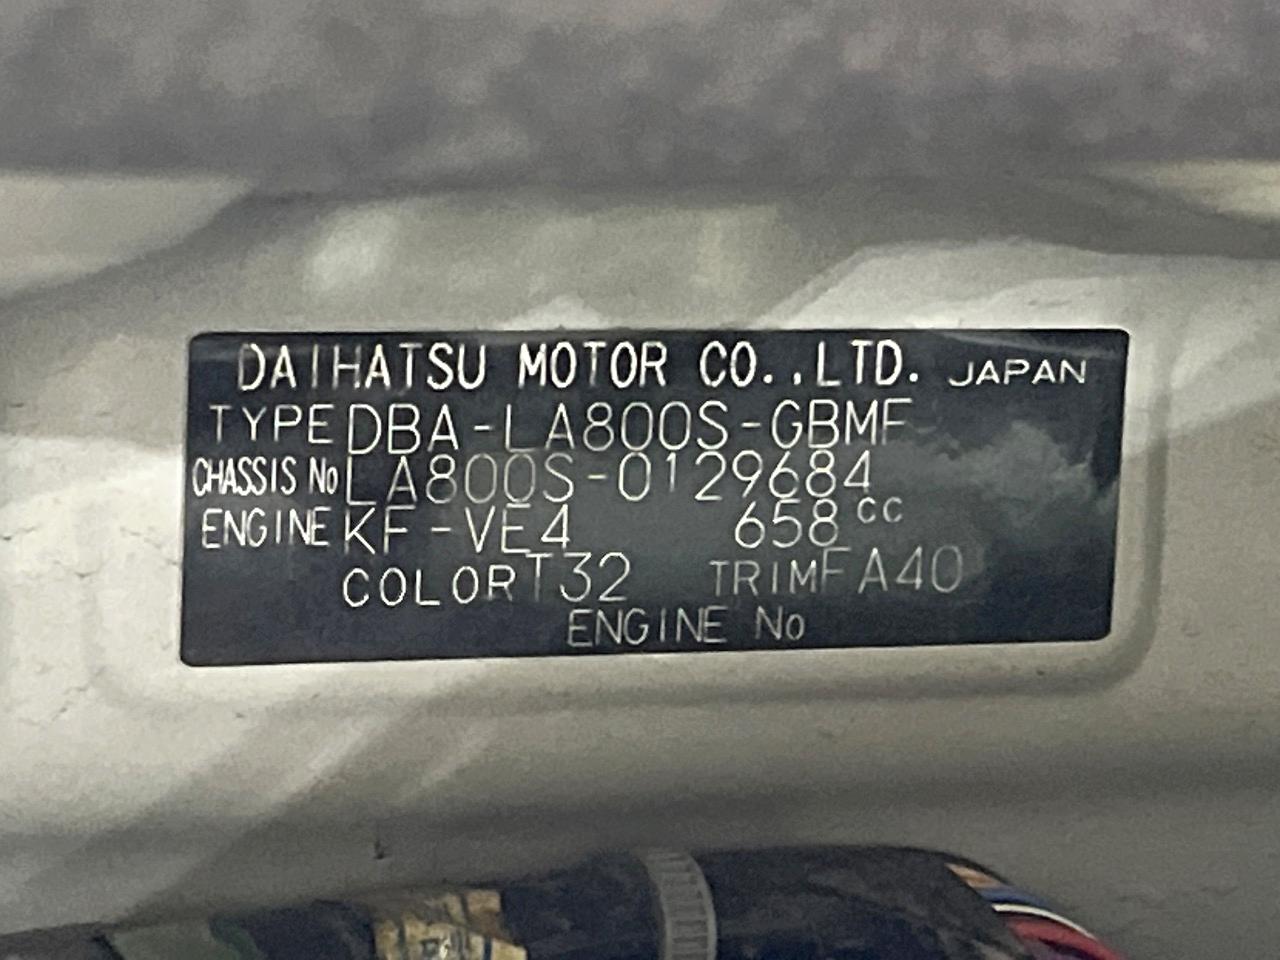 DAIHATSU MOTOR CO.,LTD. JAPAN
TYPE DBA-LA800S-GBMF
CHASSIS No LA800S-0129684
ENGINE KF-VE4 658cc
COLOR T32 TRIM FA40
ENGINE No